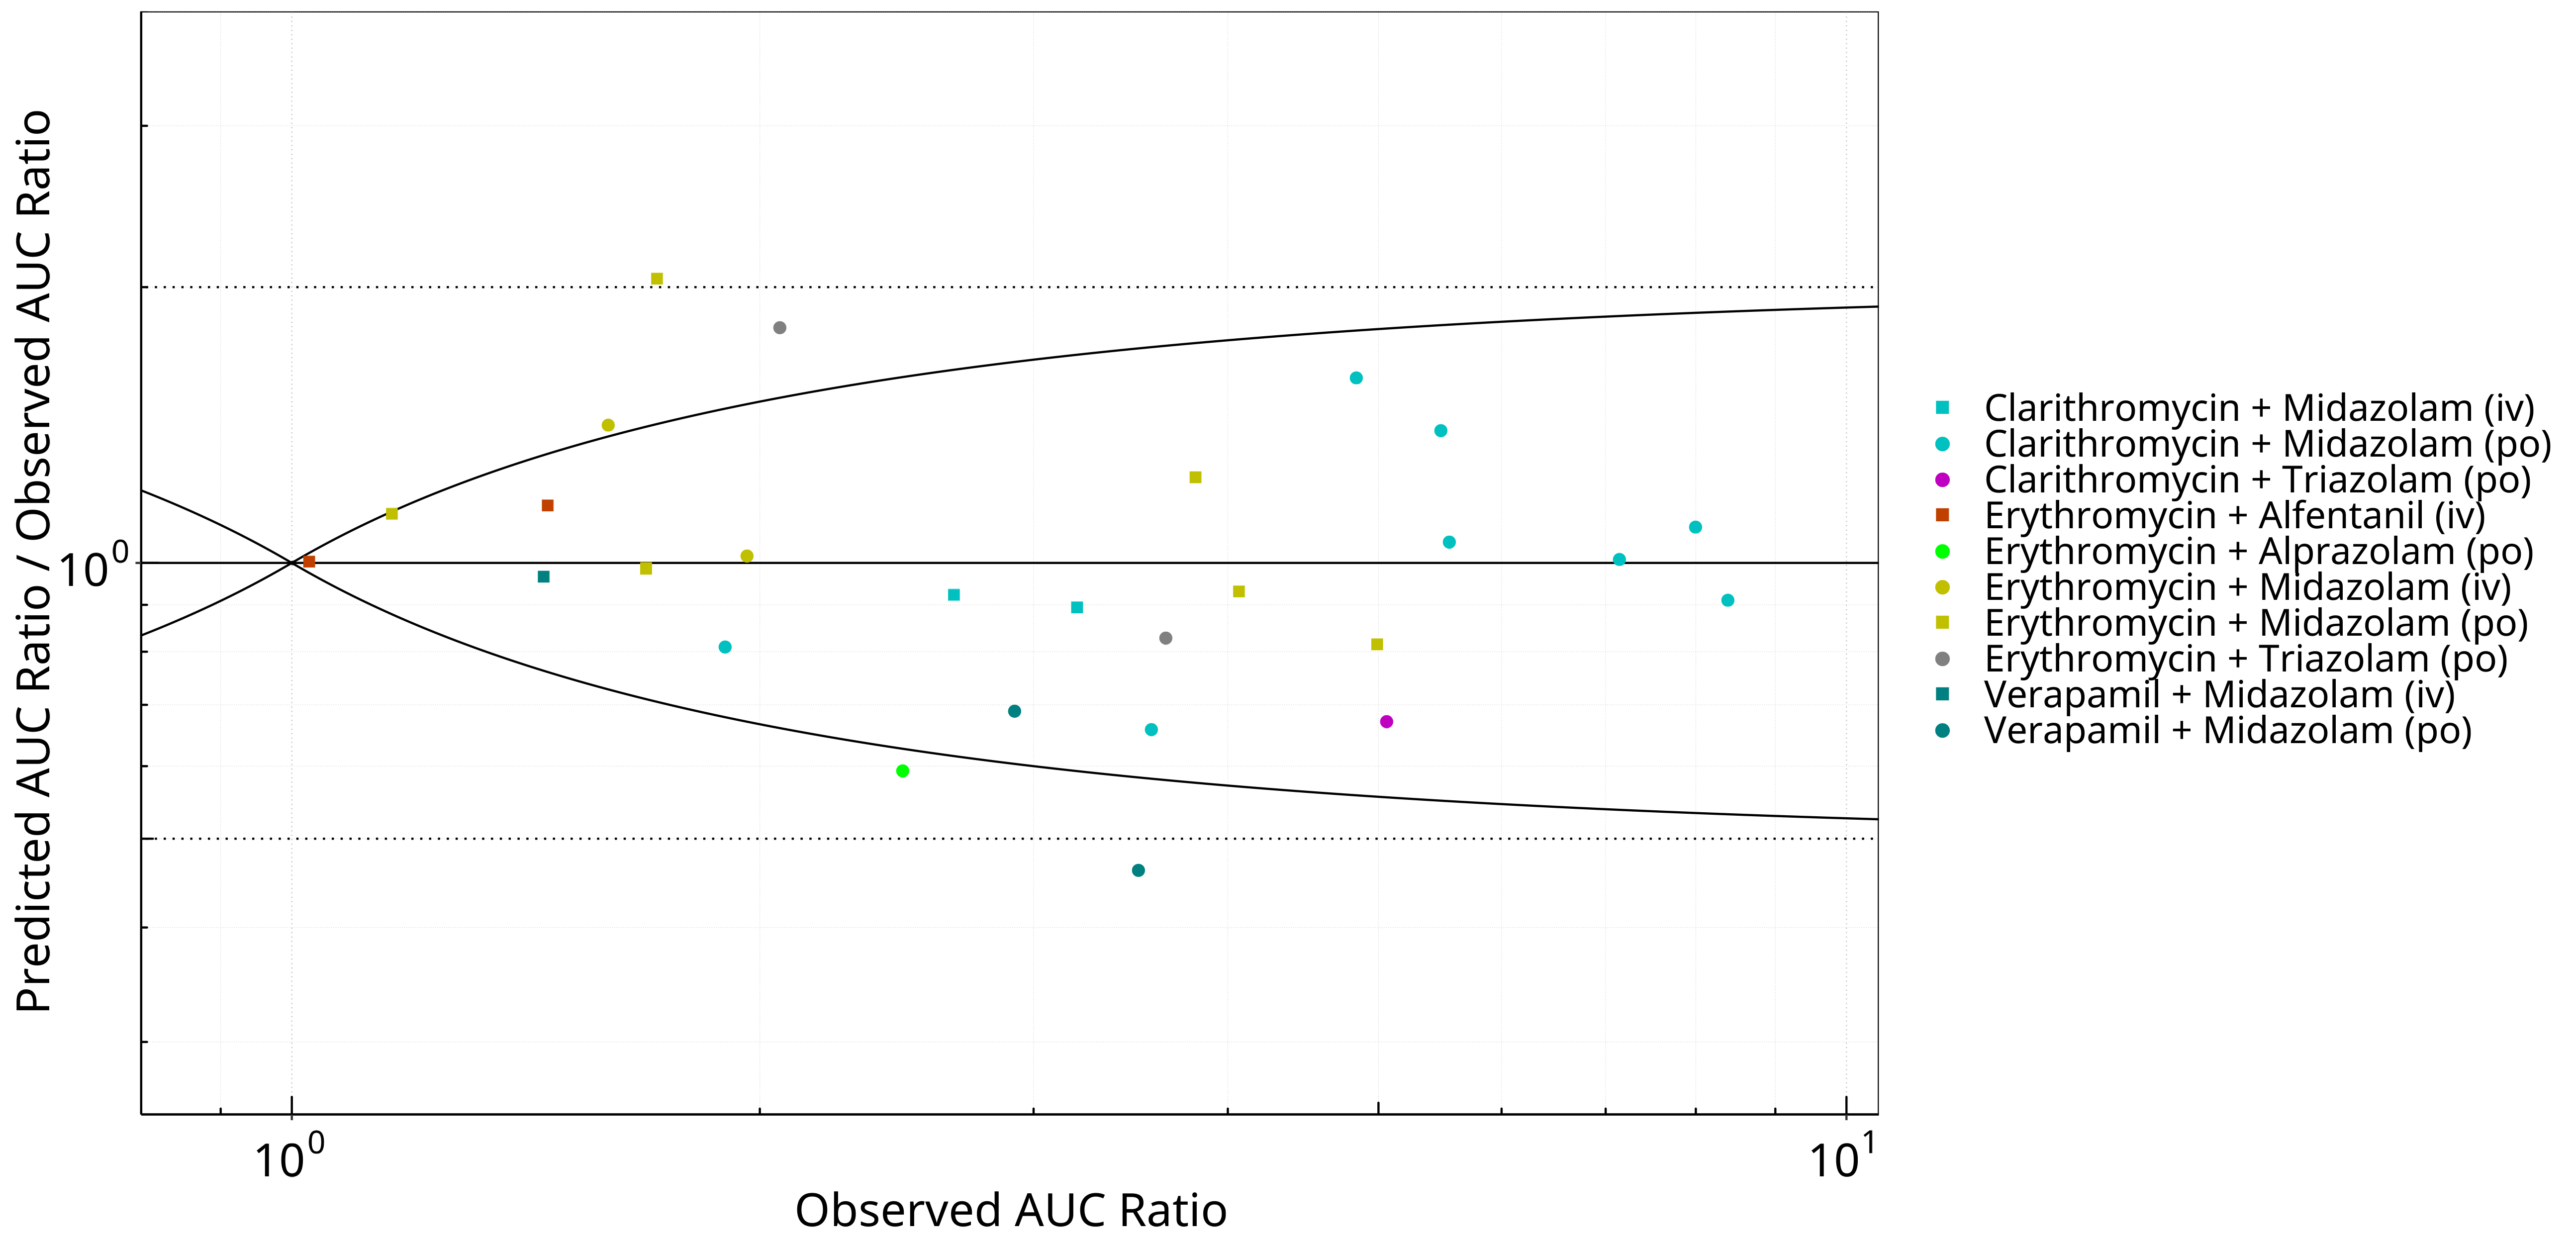 Predicted AUC Ratio / Observed AUC Ratio
10⁰
10⁰
10¹
Observed AUC Ratio
Clarithromycin + Midazolam (iv)
Clarithromycin + Midazolam (po)
Clarithromycin + Triazolam (po)
Erythromycin + Alfentanil (iv)
Erythromycin + Alprazolam (po)
Erythromycin + Midazolam (iv)
Erythromycin + Midazolam (po)
Erythromycin + Triazolam (po)
Verapamil + Midazolam (iv)
Verapamil + Midazolam (po)